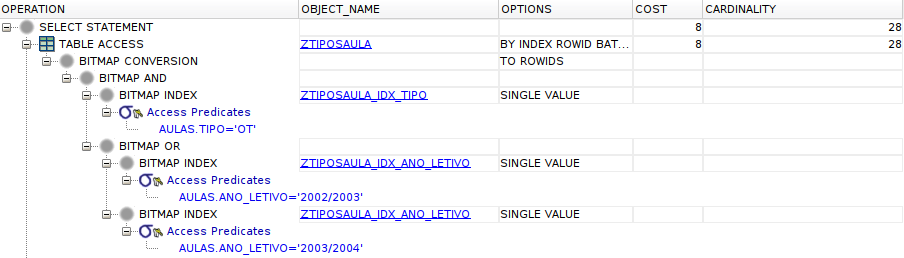 OPERATION OBJECT_NAME OPTIONS COST CARDINALITY
SELECT STATEMENT 8 28
TABLE ACCESS ZTIPOSAULA BY INDEX ROWID BAT... 8 28
BITMAP CONVERSION TO ROWIDS
BITMAP AND
BITMAP INDEX ZTIPOSAULA_IDX_TIPO SINGLE VALUE
Access Predicates
AULAS.TIPO='OT'
BITMAP OR
BITMAP INDEX ZTIPOSAULA_IDX_ANO_LETIVO SINGLE VALUE
Access Predicates
AULAS.ANO_LETIVO='2002/2003'
BITMAP INDEX ZTIPOSAULA_IDX_ANO_LETIVO SINGLE VALUE
Access Predicates
AULAS.ANO_LETIVO='2003/2004'